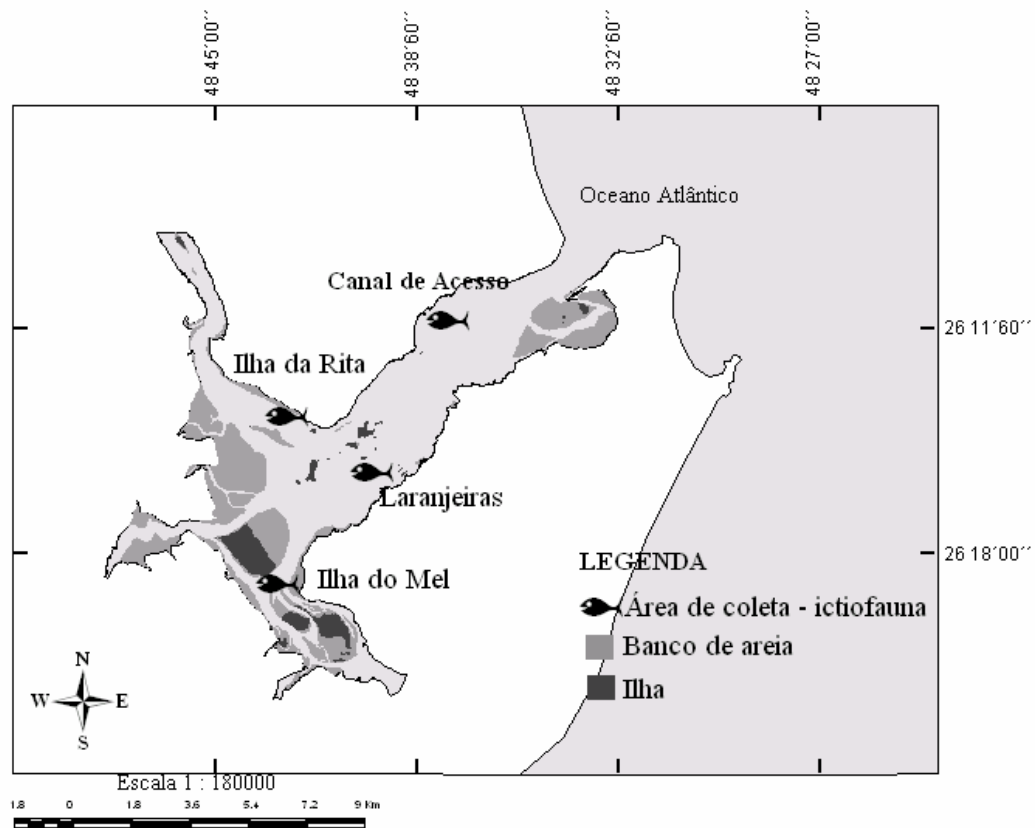 48 45´00´´
48 38´60´´
48 32´60´´
48 27´00´´
Oceano Atlântico
Canal de Acesso
26 11´60´´
Ilha da Rita
Laranjeiras
26 18´00´´
LEGENDA
Ilha do Mel
Área de coleta - ictiofauna
Banco de areia
Ilha
N
W E
S
Escala 1 : 180000
1.8 0 1.8 3.6 5.4 7.2 9 Km